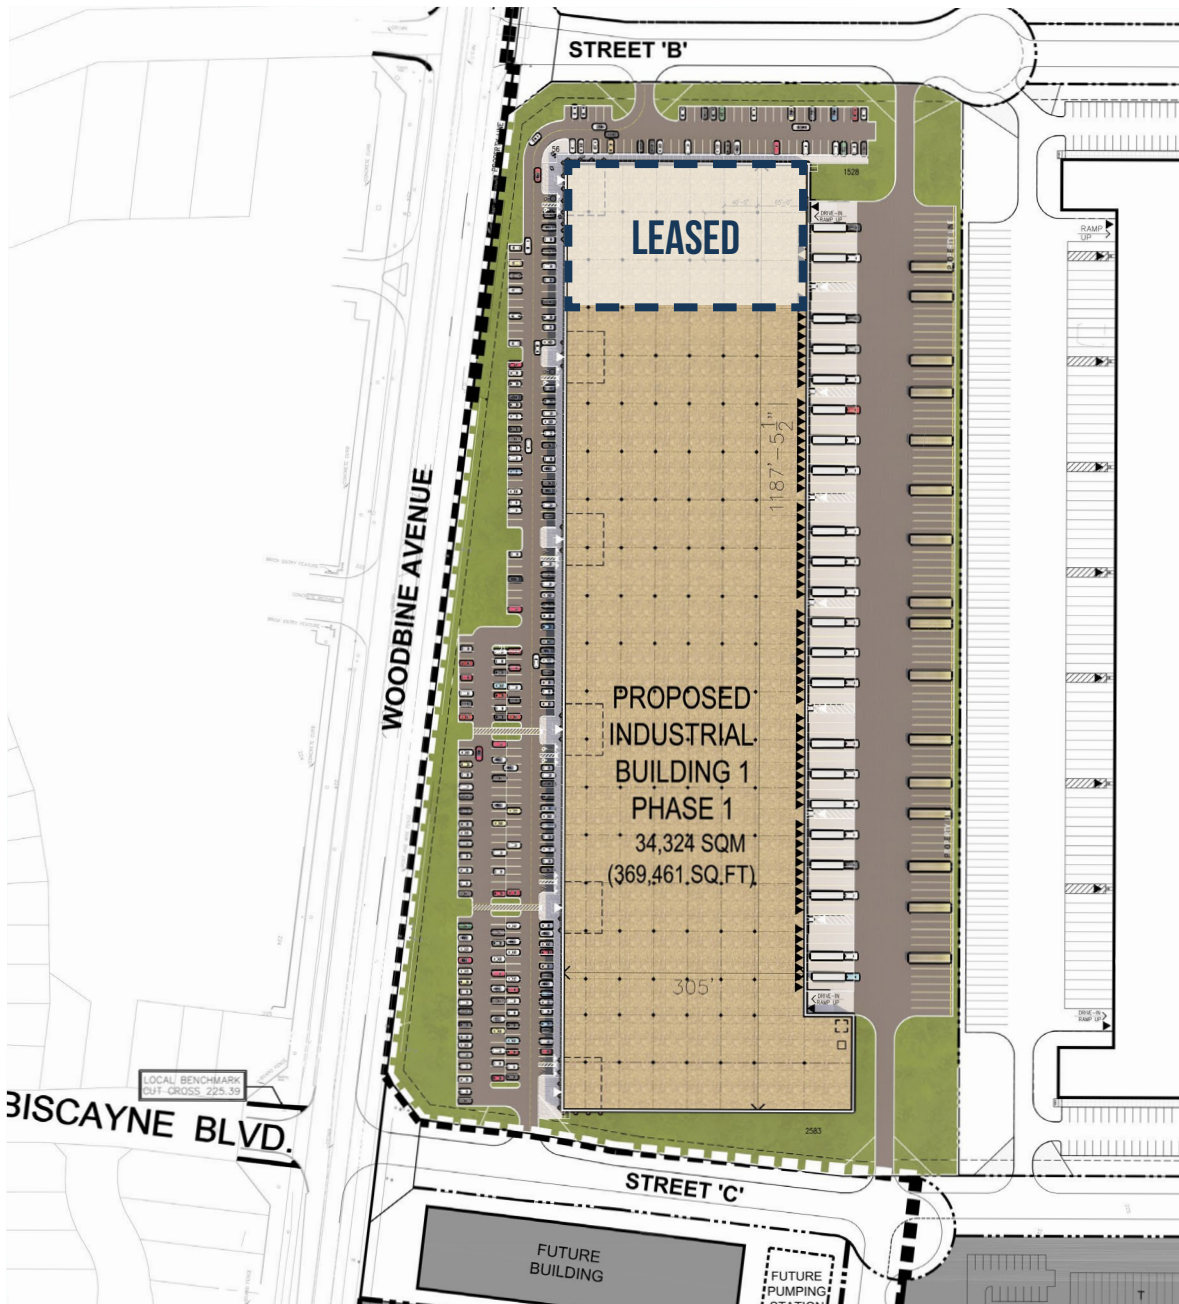 STREET 'B'
56
1528
LEASED
DRIVE-IN
RAMP UP
RAMP
UP
1187'-5 1/2"
WOODBINE AVENUE
PROPOSED
INDUSTRIAL
BUILDING 1
PHASE 1
34,324 SQM
(369,461 SQ.FT)
305'
DRIVE-IN
RAMP UP
DRIVE-IN
RAMP UP
LOCAL BENCHMARK
CUT CROSS 225.39
BISCAYNE BLVD.
2583
STREET 'C'
FUTURE
BUILDING
FUTURE
PUMPING
STATION
T